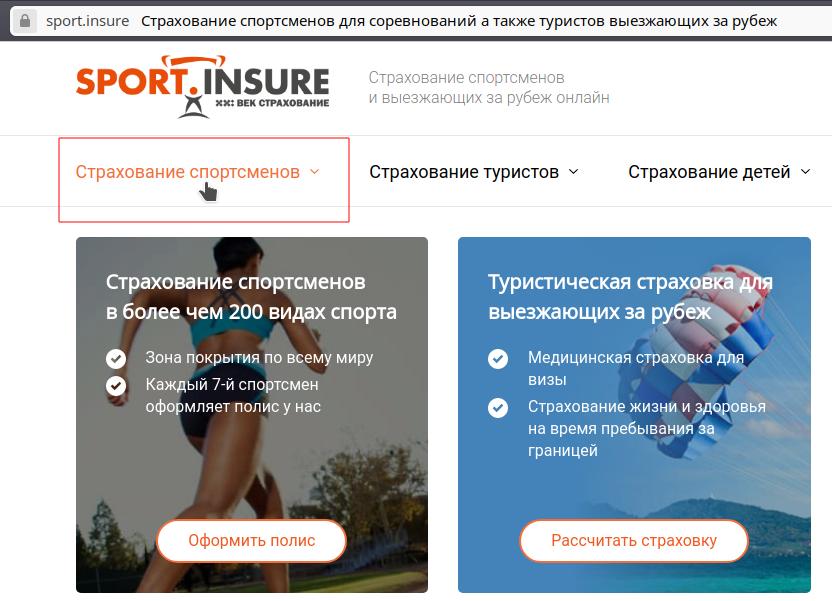 sport.insure Страхование спортсменов для соревнований а также туристов выезжающих за рубеж
SPORT.INSURE
XX: ВЕК СТРАХОВАНИЕ
Страхование спортсменов
и выезжающих за рубеж онлайн
Страхование спортсменов
Страхование туристов
Страхование детей
Страхование спортсменов
в более чем 200 видах спорта
Зона покрытия по всему миру
Каждый 7-й спортсмен
оформляет полис у нас
Оформить полис
Туристическая страховка для
выезжающих за рубеж
Медицинская страховка для
визы
Страхование жизни и здоровья
на время пребывания за
границей
Рассчитать страховку